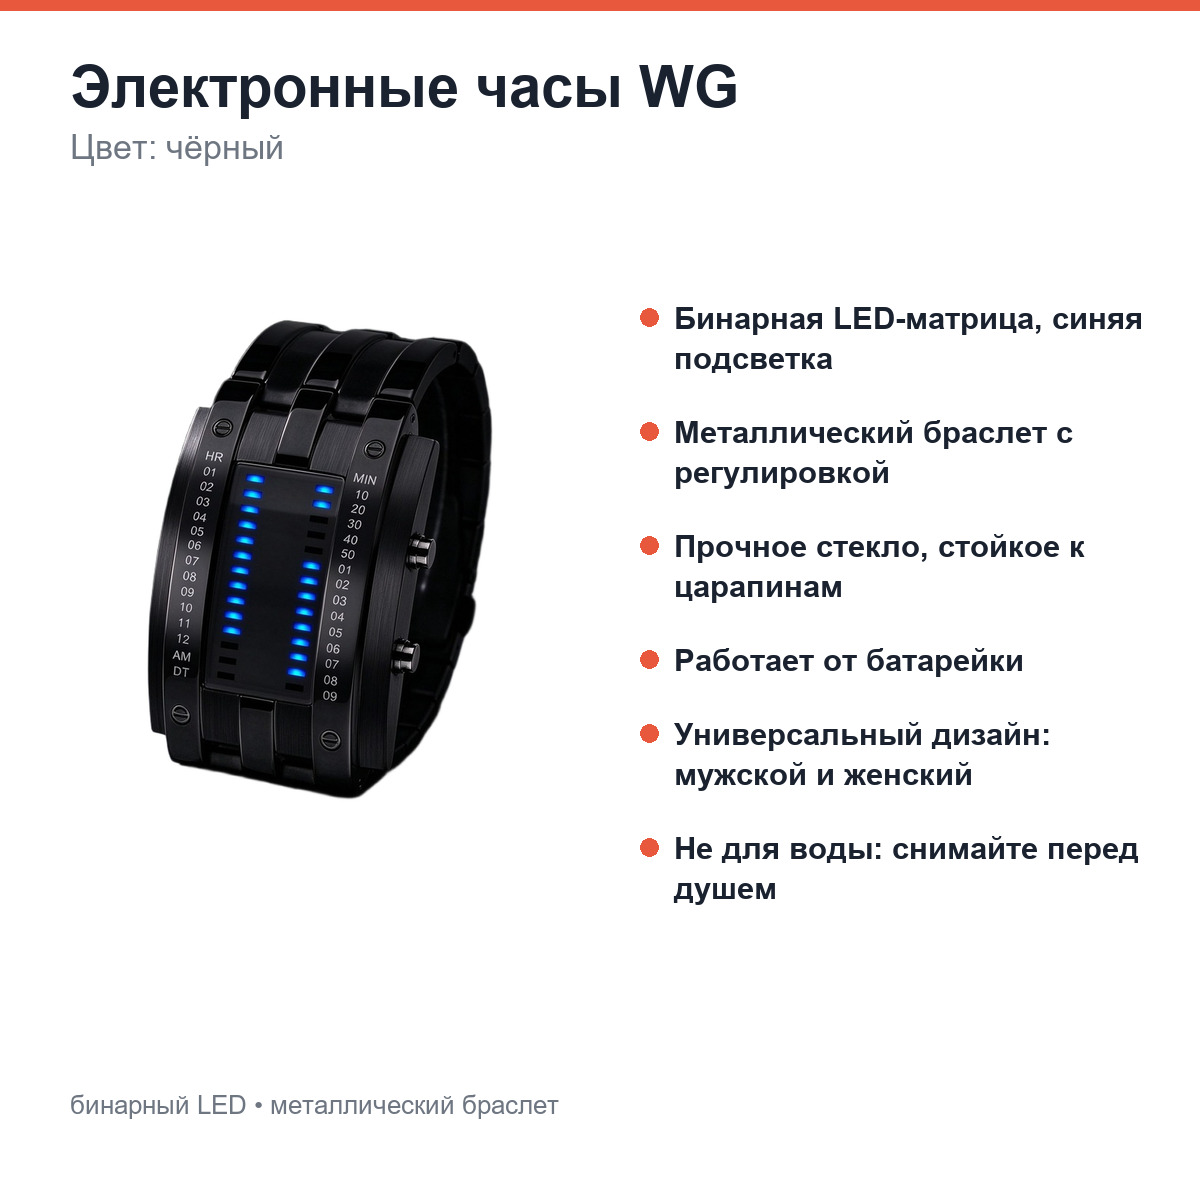 Электронные часы WG
Цвет: чёрный
HR
01
02
03
04
05
06
07
08
09
10
11
12
AM
DT
MIN
10
20
30
40
50
01
02
03
04
05
06
07
08
09
Бинарная LED-матрица, синяя
подсветка
Металлический браслет с
регулировкой
Прочное стекло, стойкое к
царапинам
Работает от батарейки
Универсальный дизайн:
мужской и женский
Не для воды: снимайте перед
душем
бинарный LED • металлический браслет